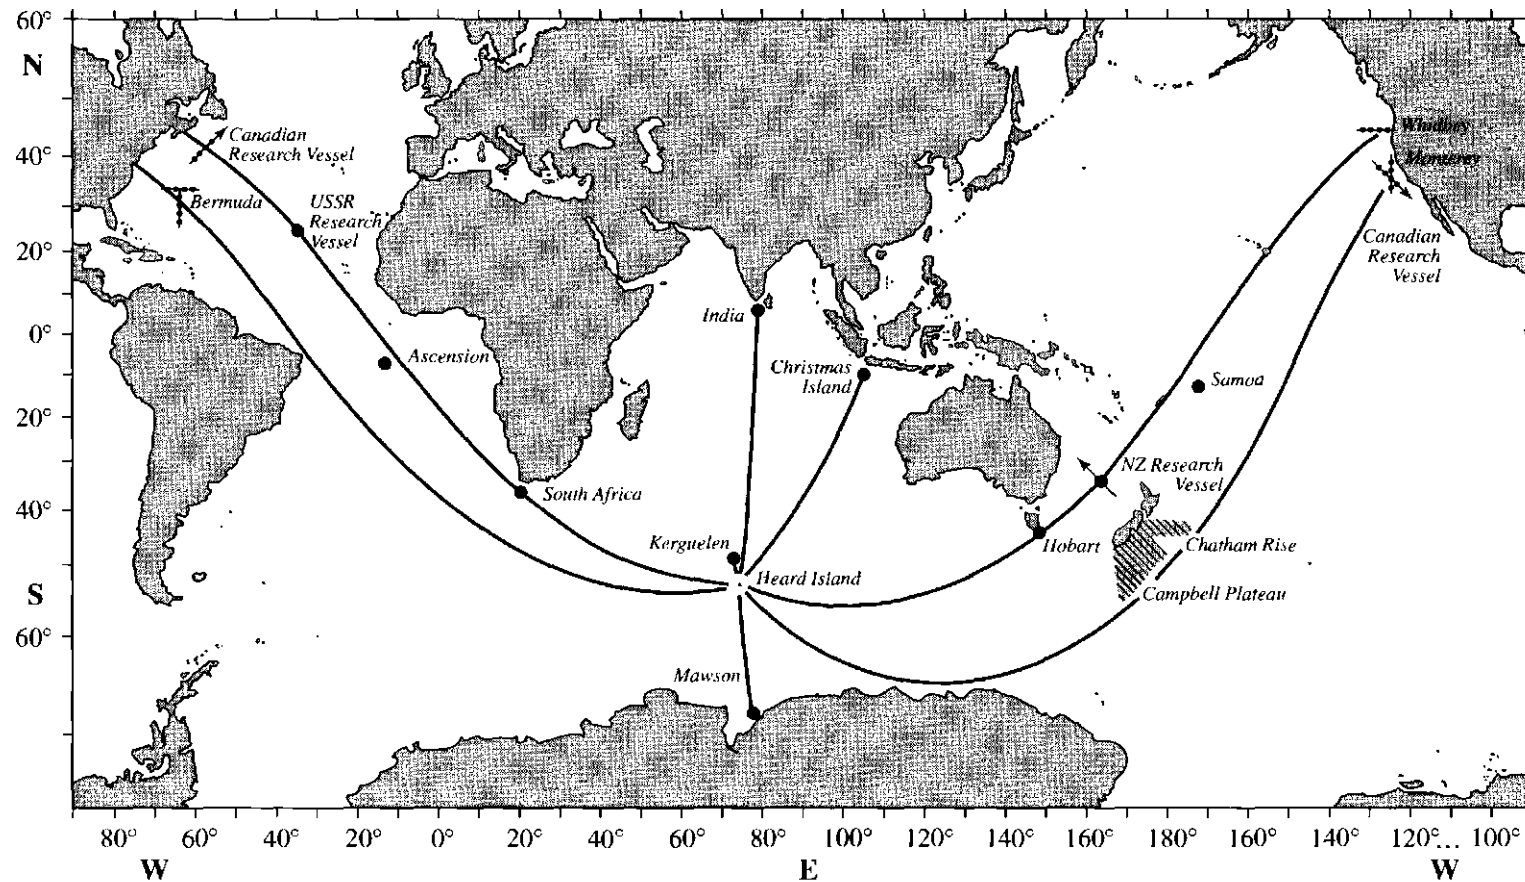 60°
N
40°
20°
0°
20°
40°
S
60°
Canadian
Research Vessel
Bermuda
USSR
Research
Vessel
Ascension
South Africa
India
Christmas
Island
Kerguelen
Heard Island
Mawson
Hobart
NZ Research
Vessel
Samoa
Chatham Rise
Campbell Plateau
Whidbey
Monterey
Canadian
Research
Vessel
80° 60° 40° 20° 0° 20° 40° 60° 80° 100° 120° 140° 160° 180° 160° 140° 120° 100°
W E W